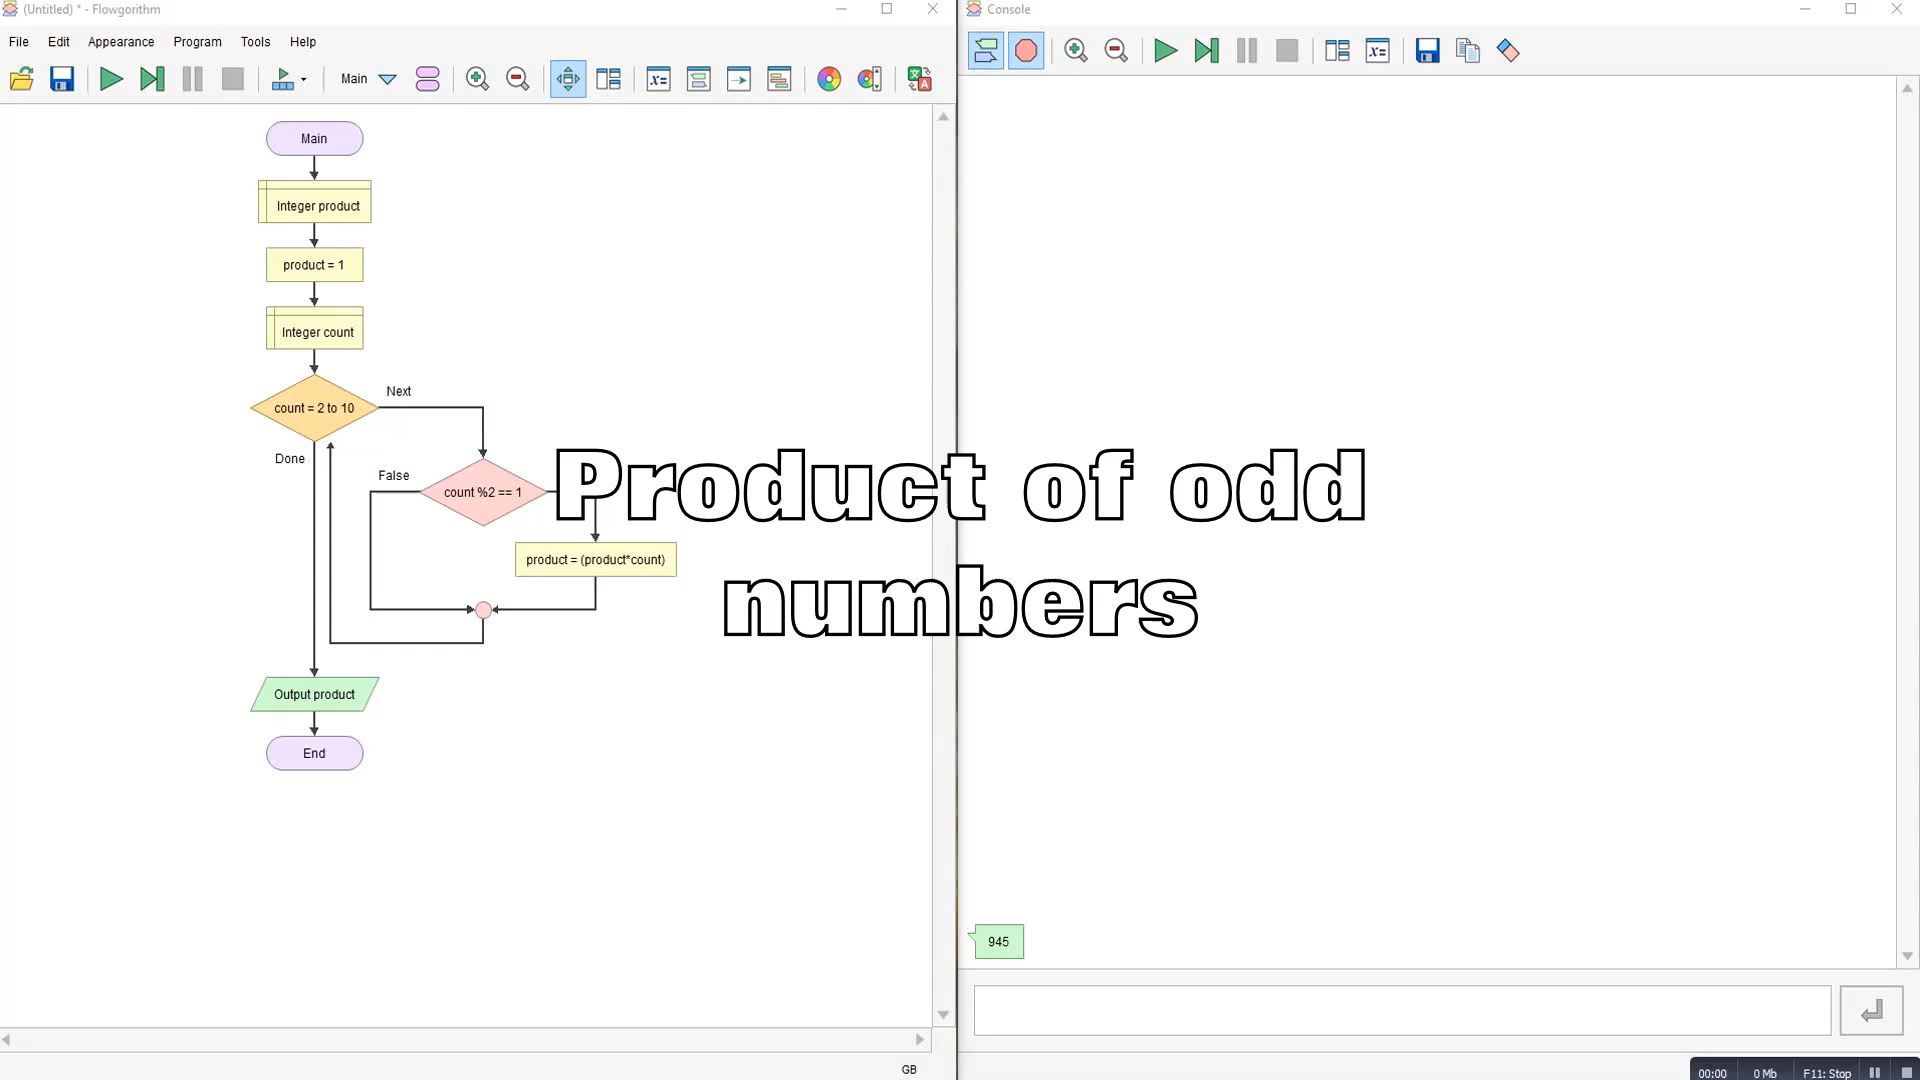 (Untitled) * - Flowgorithm
Console
File Edit Appearance Program Tools Help
Main
x=
x=
A
Main
Integer product
product = 1
Integer count
Next
count = 2 to 10
Done
False
count %2 == 1
Product of odd
numbers
product = (product*count)
Output product
End
945
GB
00:00 0 Mb F11: Stop